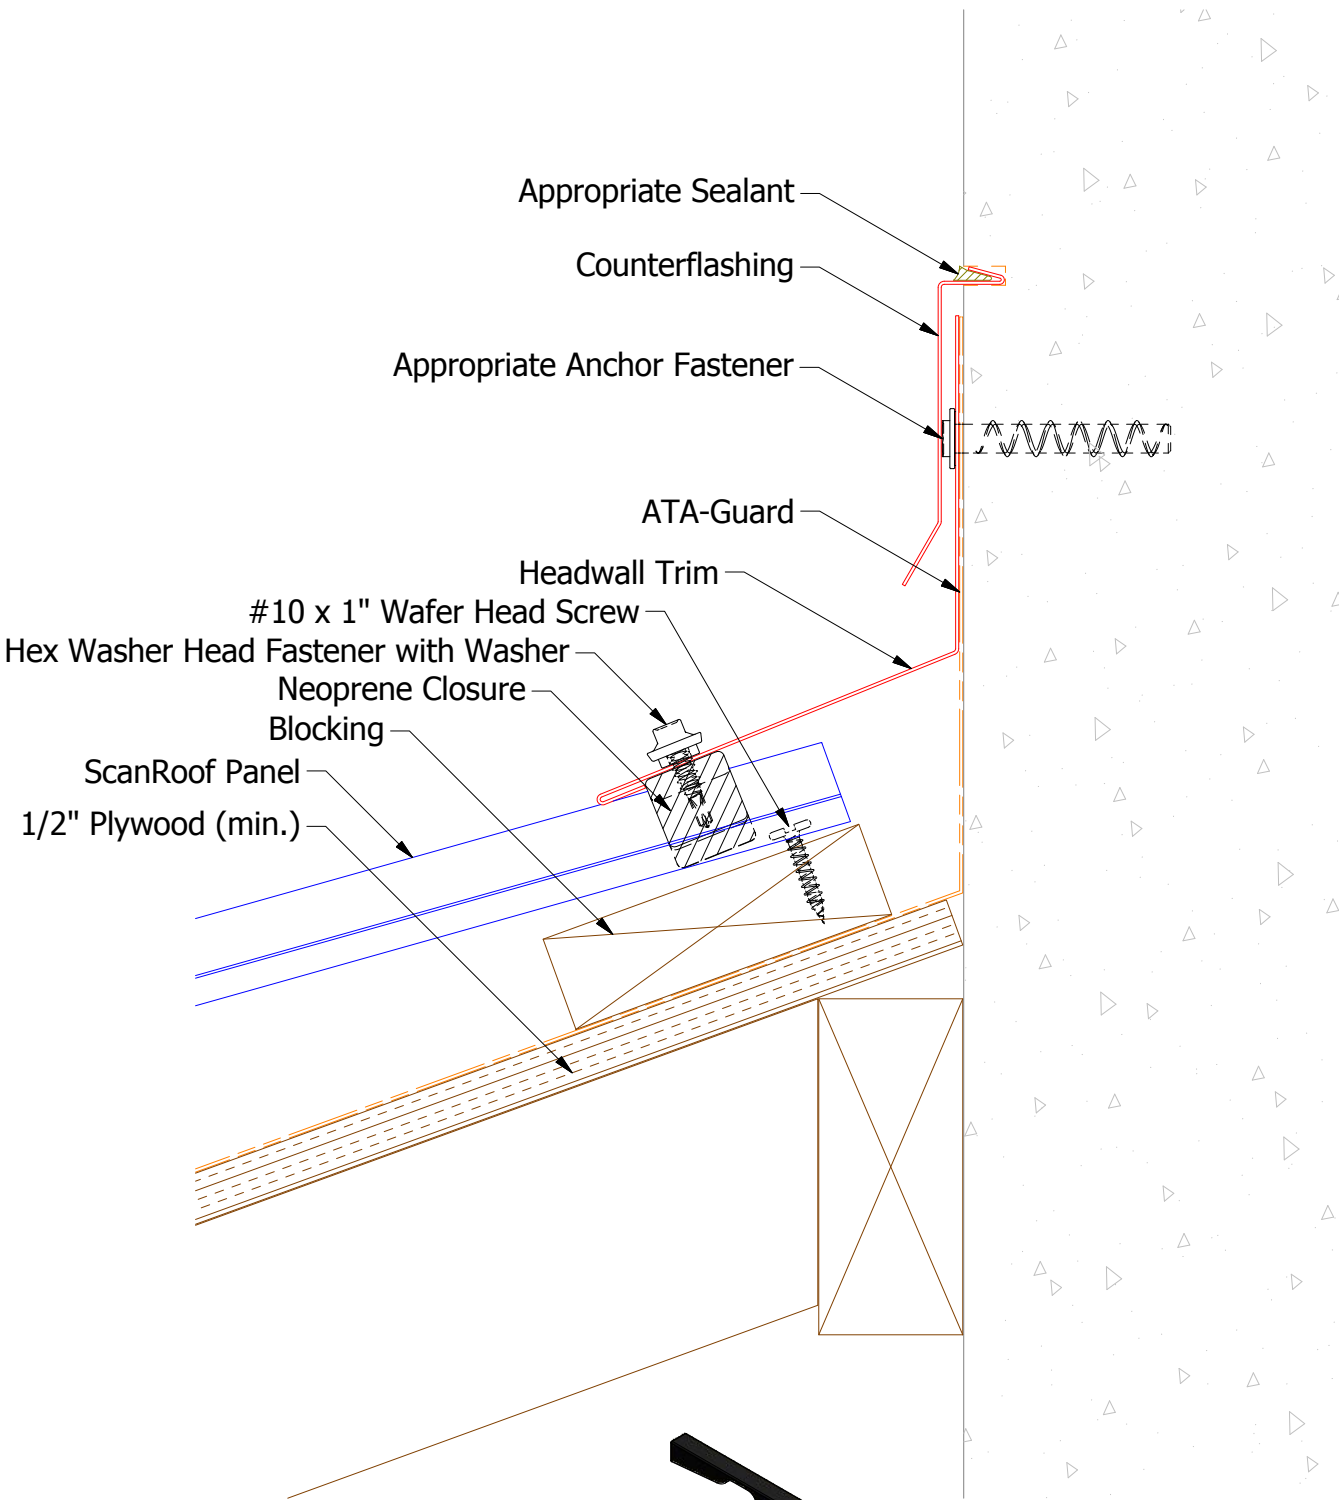 Appropriate Sealant
Counterflashing
Appropriate Anchor Fastener
ATA-Guard
Headwall Trim
#10 x 1" Wafer Head Screw
Hex Washer Head Fastener with Washer
Neoprene Closure
Blocking
ScanRoof Panel
1/2" Plywood (min.)